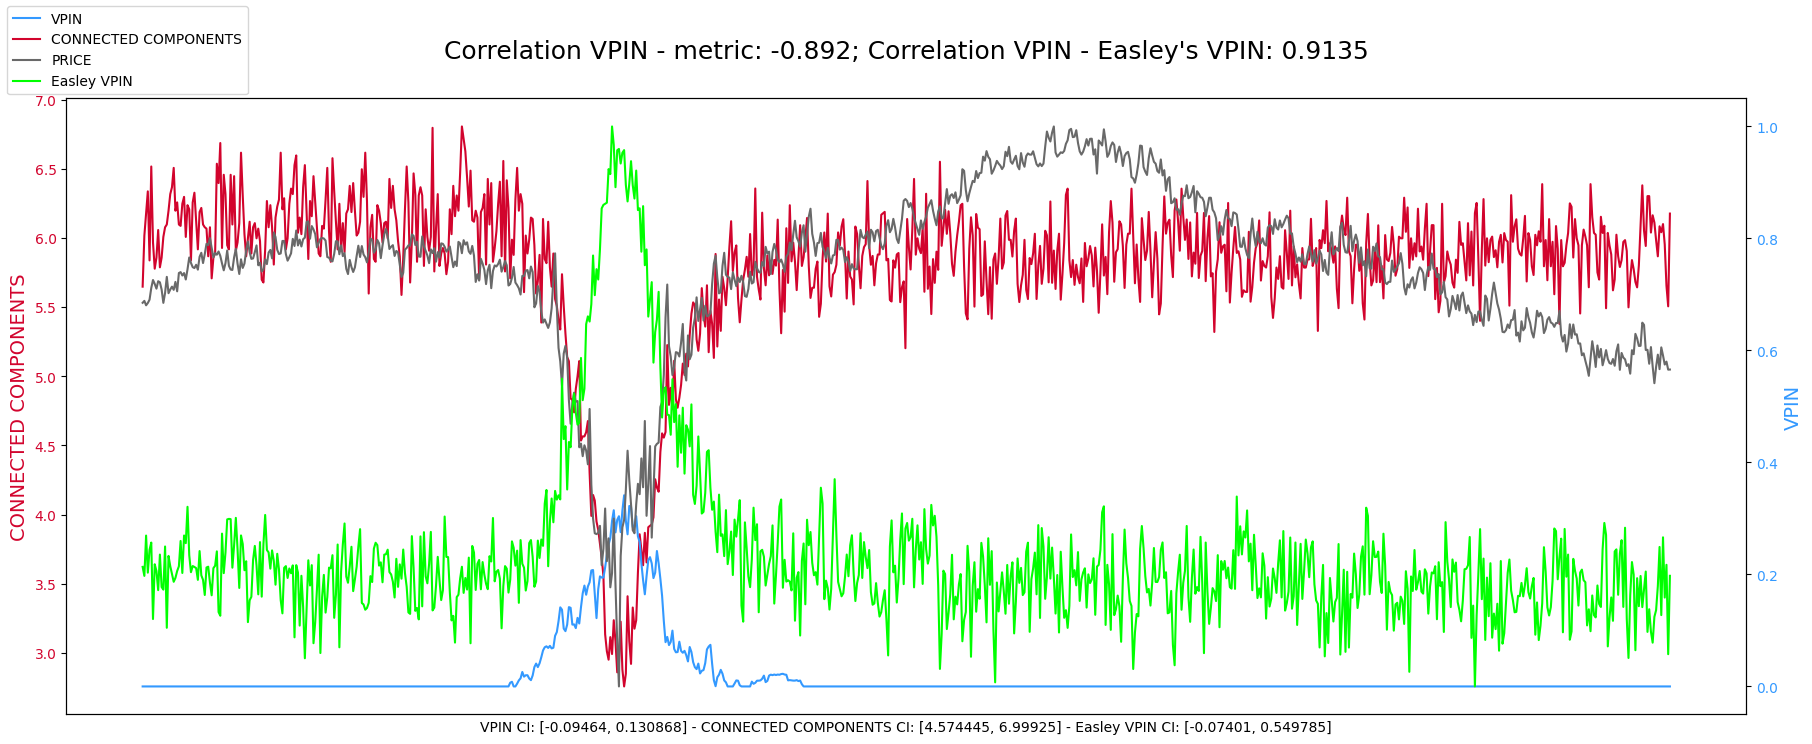 VPIN
CONNECTED COMPONENTS
PRICE
Easley VPIN
Correlation VPIN - metric: -0.892; Correlation VPIN - Easley's VPIN: 0.9135
7.0
6.5
6.0
5.5
5.0
4.5
4.0
3.5
3.0
CONNECTED COMPONENTS
1.0
0.8
0.6
0.4
0.2
0.0
VPIN
VPIN CI: [-0.09464, 0.130868] - CONNECTED COMPONENTS CI: [4.574445, 6.99925] - Easley VPIN CI: [-0.07401, 0.549785]